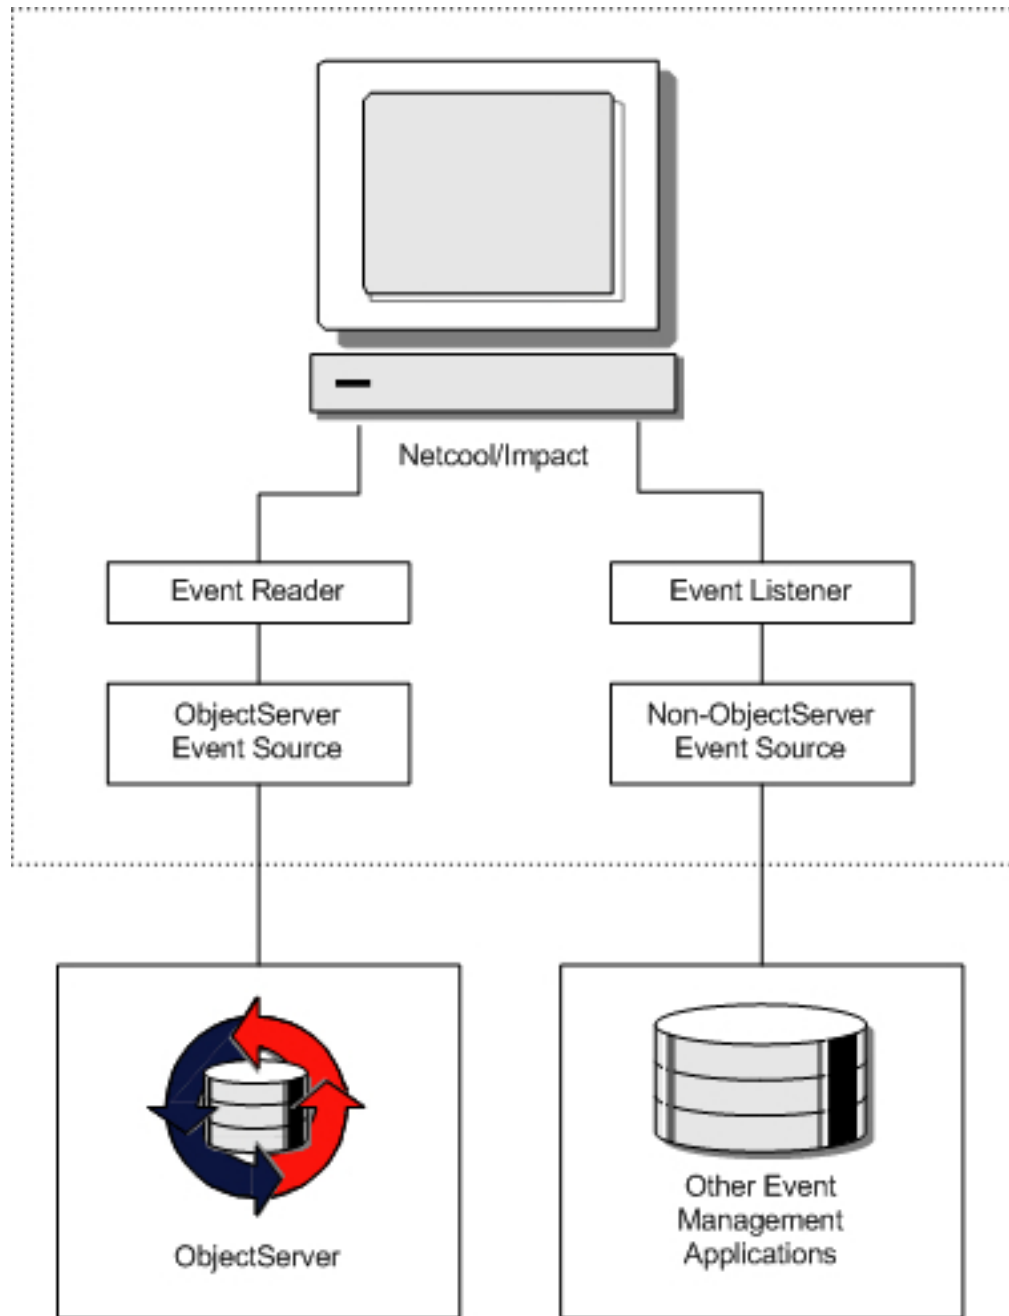 Netcool/Impact
Event Reader
Event Listener
ObjectServer
Event Source
Non-ObjectServer
Event Source
ObjectServer
Other Event
Management
Applications